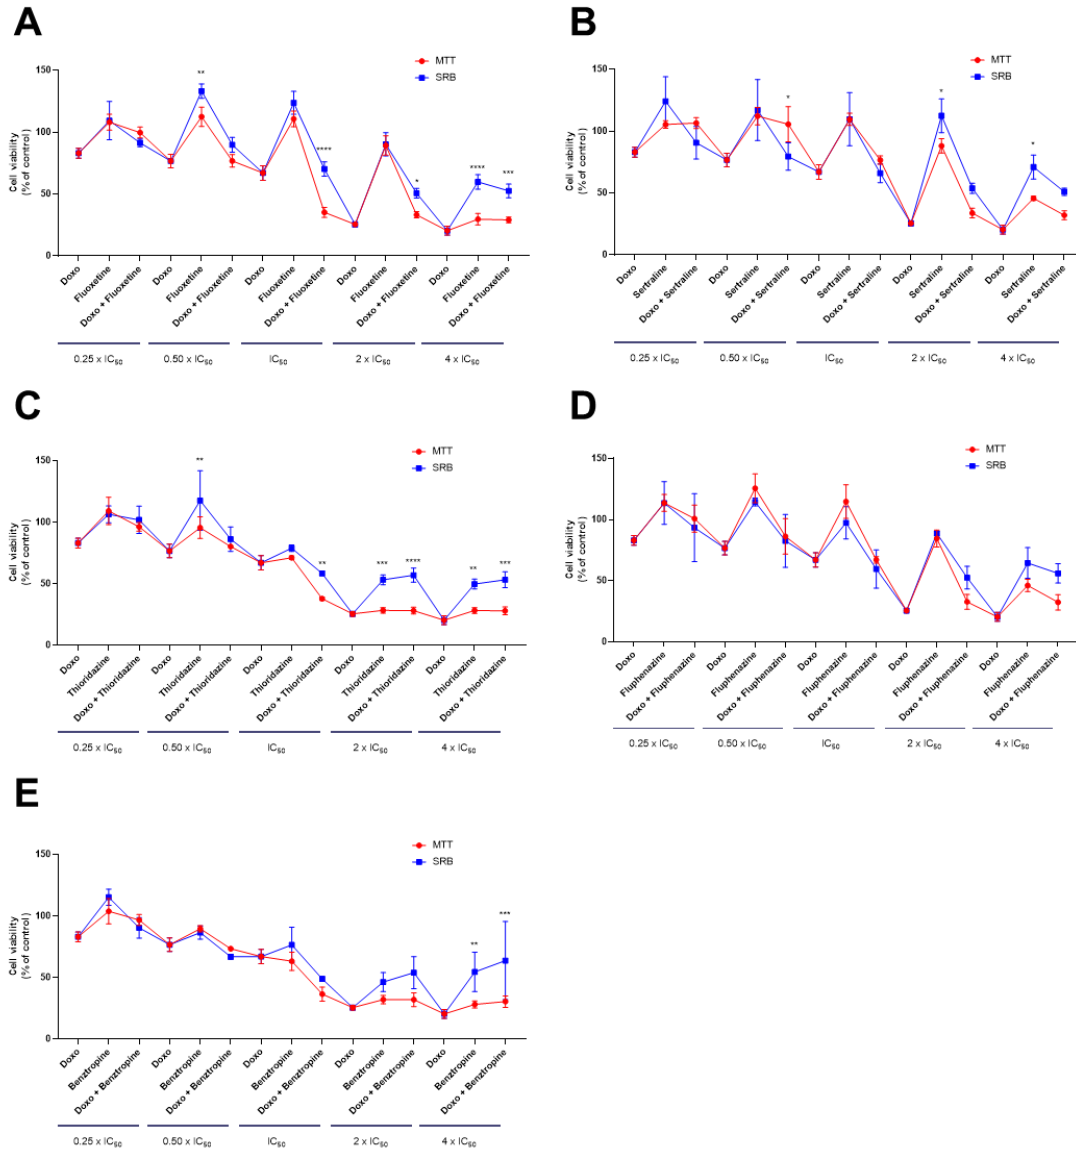 A
MTT
SRB
Cell viability
(% of control)
150
100
50
0
** **** * **** ***
Doxo Fluoxetine Doxo + Fluoxetine Doxo Fluoxetine Doxo + Fluoxetine Doxo Fluoxetine Doxo + Fluoxetine Doxo Fluoxetine Doxo + Fluoxetine Doxo Fluoxetine Doxo + Fluoxetine
0.25 x IC50 0.50 x IC50 IC50 2 x IC50 4 x IC50
B
MTT
SRB
Cell viability
(% of control)
150
100
50
0
* * *
Doxo Sertraline Doxo + Sertraline Doxo Sertraline Doxo + Sertraline Doxo Sertraline Doxo + Sertraline Doxo Sertraline Doxo + Sertraline Doxo Sertraline Doxo + Sertraline
0.25 x IC50 0.50 x IC50 IC50 2 x IC50 4 x IC50
C
MTT
SRB
Cell viability
(% of control)
150
100
50
0
** ** *** **** ** ***
Doxo Thioridazine Doxo + Thioridazine Doxo Thioridazine Doxo + Thioridazine Doxo Thioridazine Doxo + Thioridazine Doxo Thioridazine Doxo + Thioridazine Doxo Thioridazine Doxo + Thioridazine
0.25 x IC50 0.50 x IC50 IC50 2 x IC50 4 x IC50
D
MTT
SRB
Cell viability
(% of control)
150
100
50
0
Doxo Fluphenazine Doxo + Fluphenazine Doxo Fluphenazine Doxo + Fluphenazine Doxo Fluphenazine Doxo + Fluphenazine Doxo Fluphenazine Doxo + Fluphenazine Doxo Fluphenazine Doxo + Fluphenazine
0.25 x IC50 0.50 x IC50 IC50 2 x IC50 4 x IC50
E
MTT
SRB
Cell viability
(% of control)
150
100
50
0
** ***
Doxo Benztropine Doxo + Benztropine Doxo Benztropine Doxo + Benztropine Doxo Benztropine Doxo + Benztropine Doxo Benztropine Doxo + Benztropine Doxo Benztropine Doxo + Benztropine
0.25 x IC50 0.50 x IC50 IC50 2 x IC50 4 x IC50